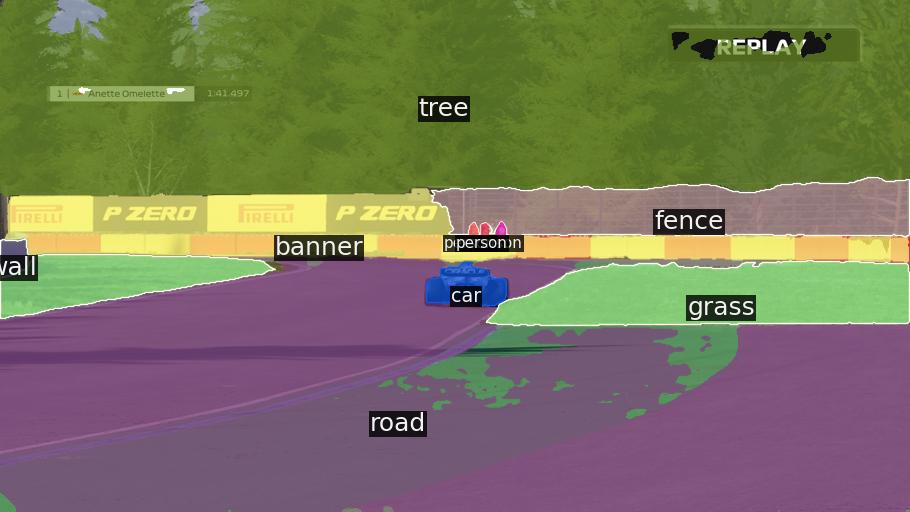 REPLAY
1 | Anette Omelette 1:41.497
tree
PIRELLI P ZERO PIRELLI P ZERO
fence
banner
person
wall
car
grass
road